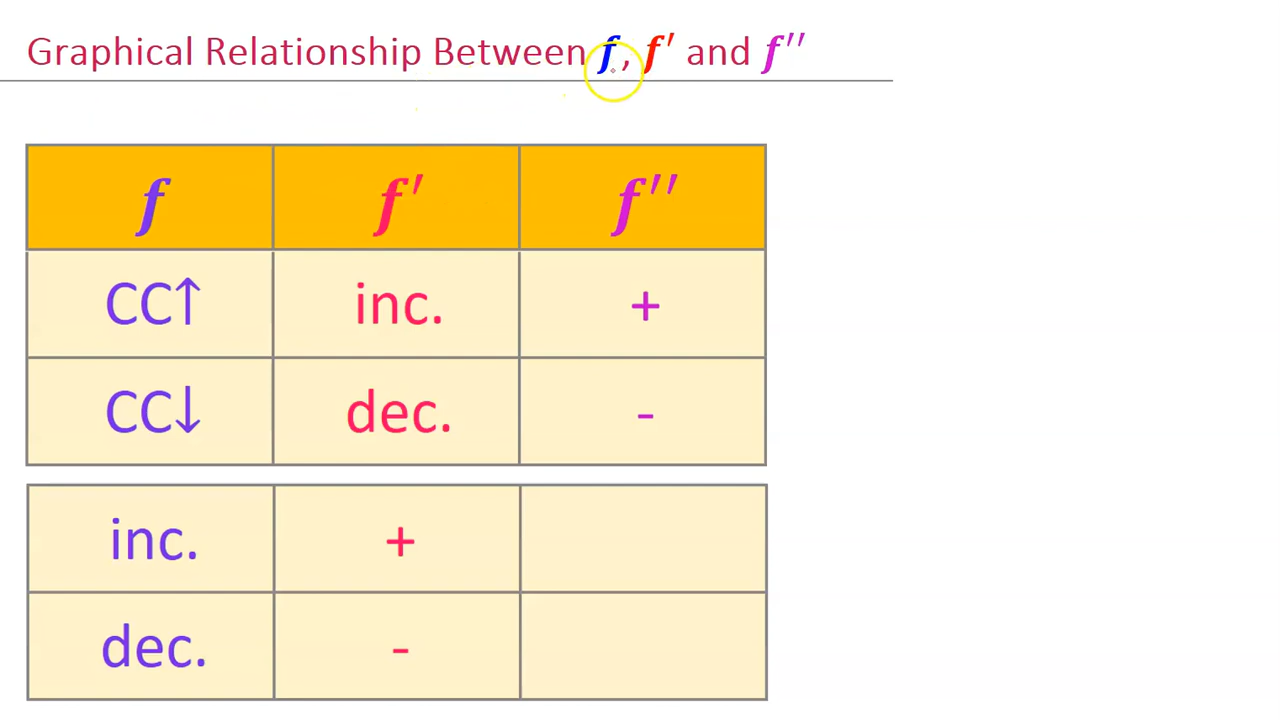 Graphical Relationship Between f, f′ and f′′
f f′ f′′
CC↑ inc. +
CC↓ dec. -
inc. +
dec. -